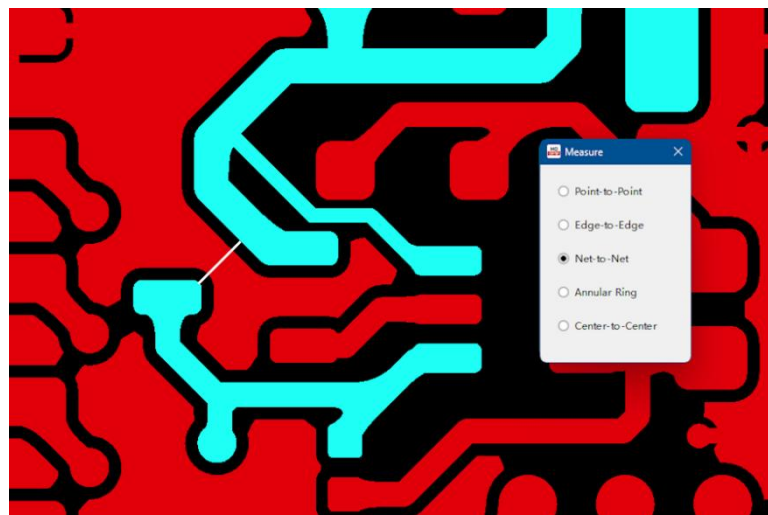 Measure
Point-to-Point
Edge-to-Edge
Net-to-Net
Annular Ring
Center-to-Center